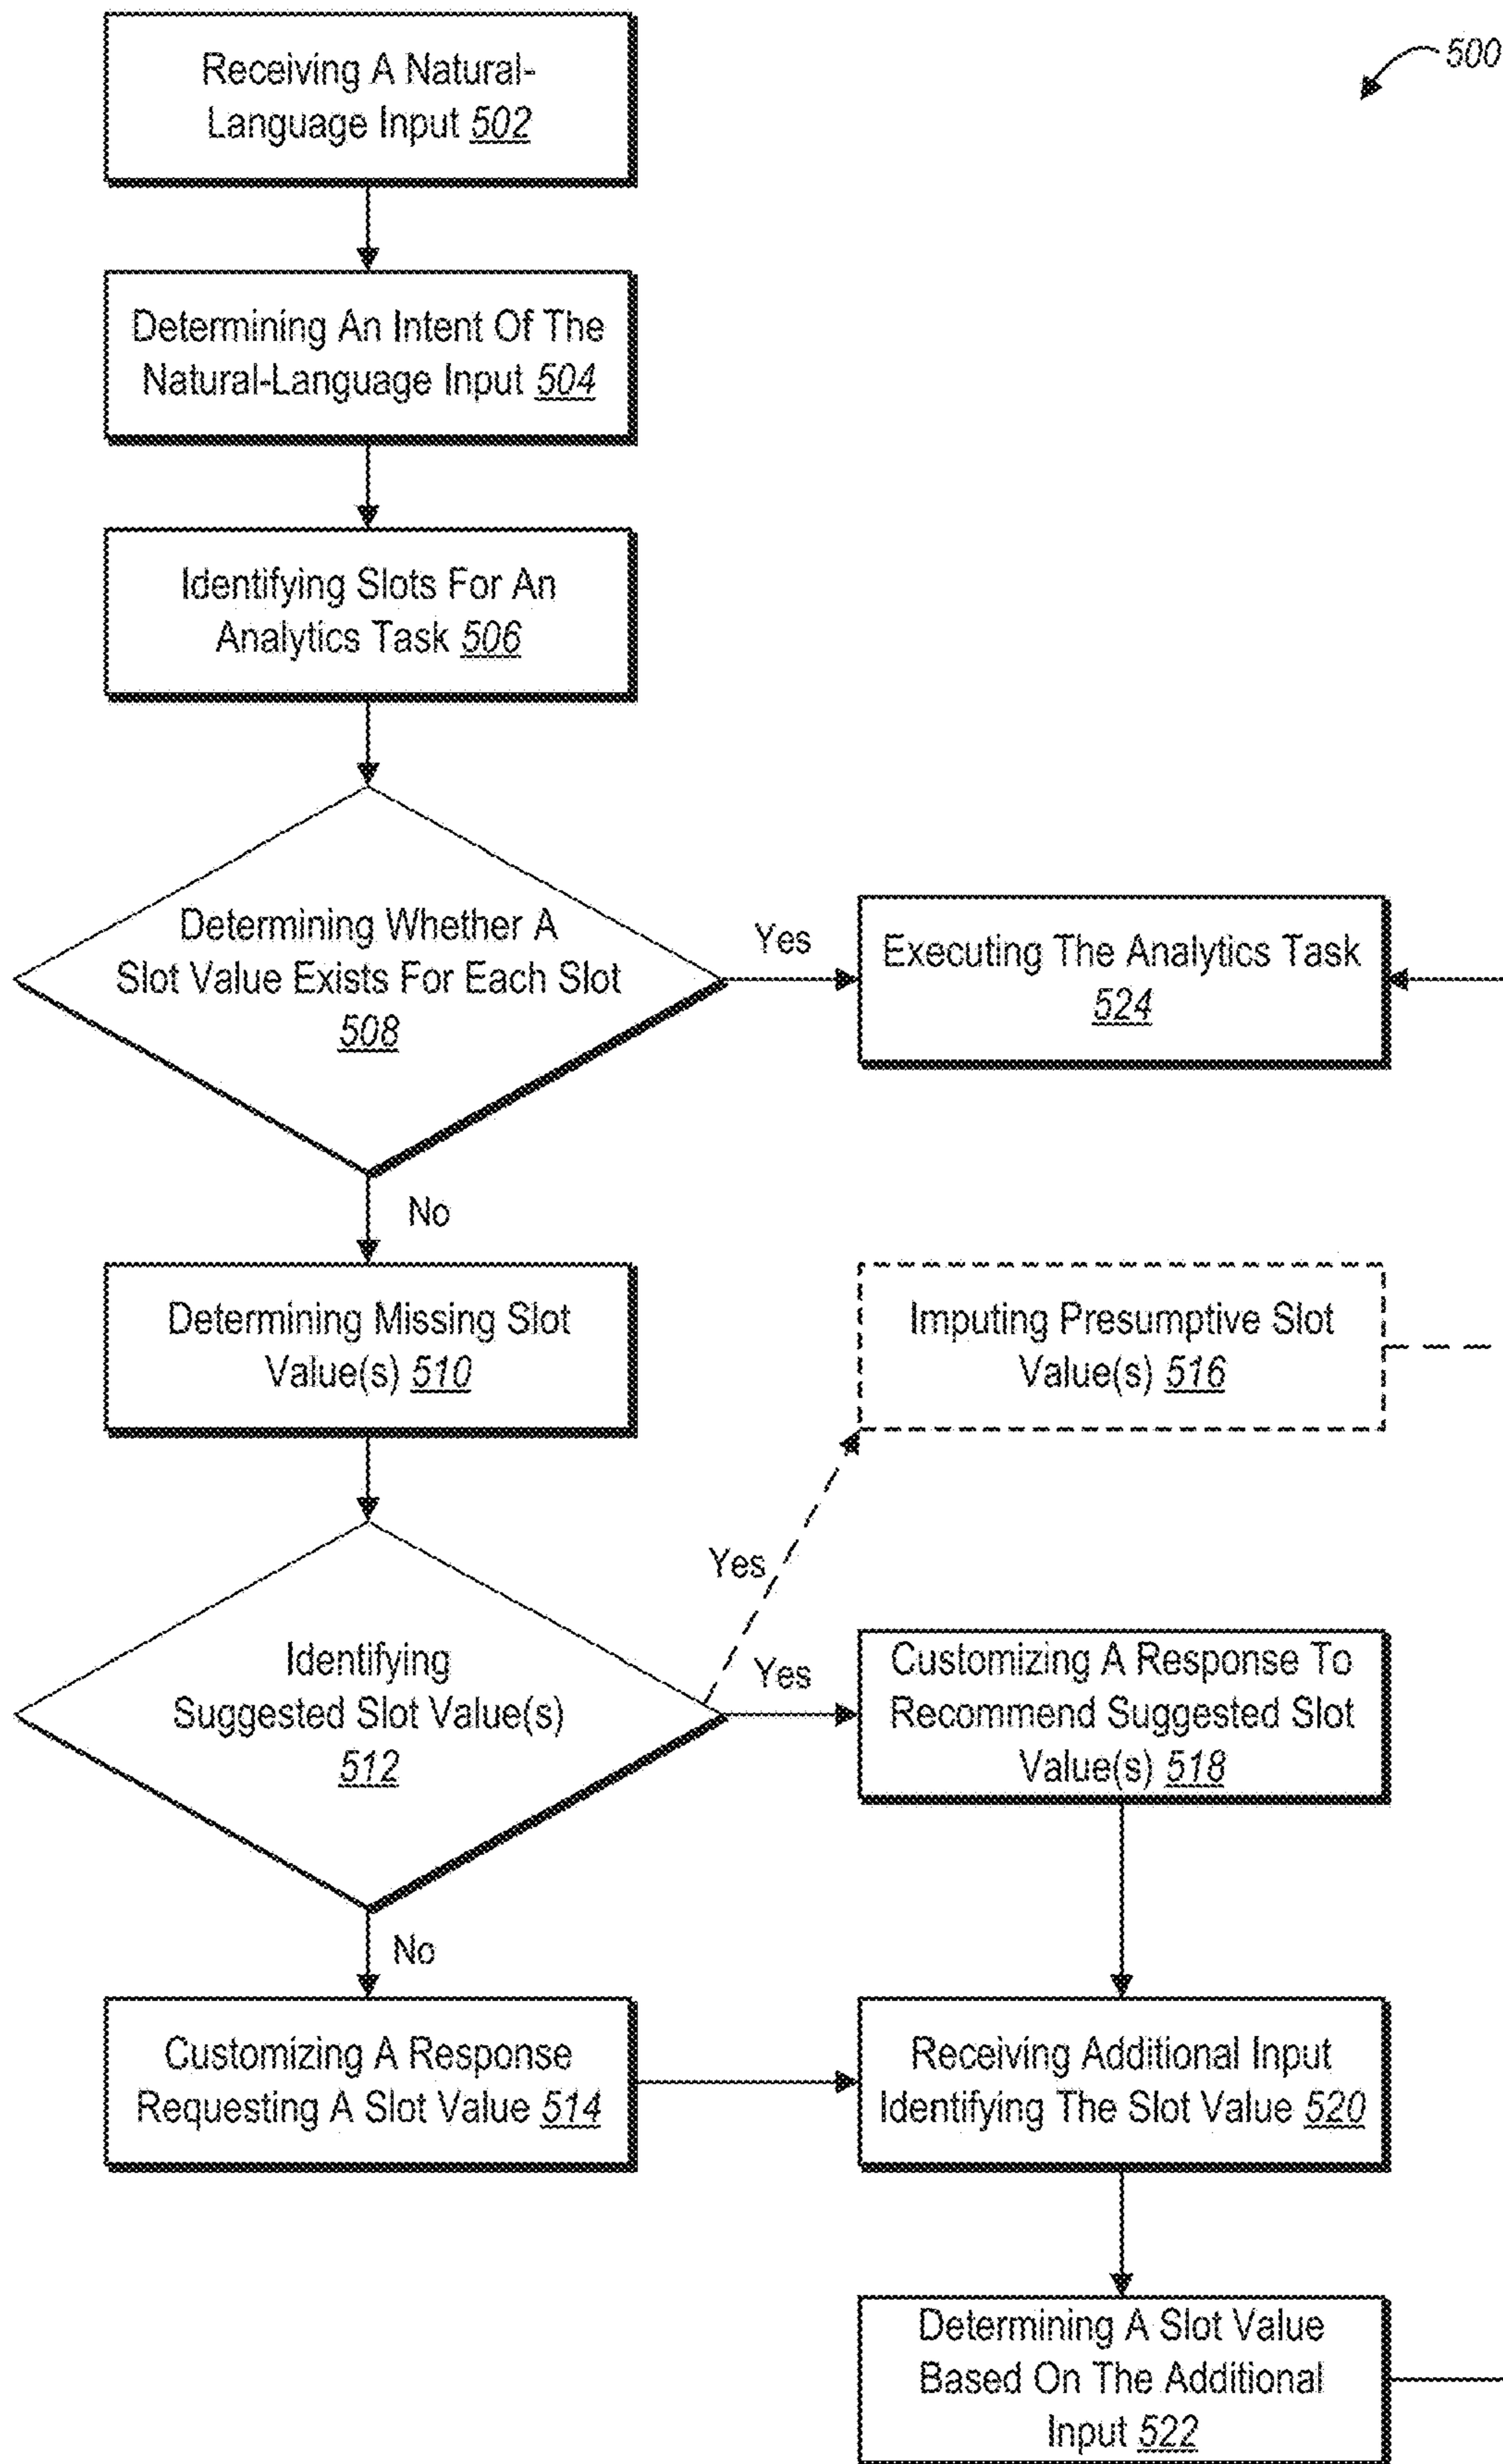 500
Receiving A Natural-
Language Input 502
Determining An Intent Of The
Natural-Language Input 504
Identifying Slots For An
Analytics Task 506
Determining Whether A
Slot Value Exists For Each Slot
508
Yes
Executing The Analytics Task
524
No
Determining Missing Slot
Value(s) 510
Imputing Presumptive Slot
Value(s) 516
Yes
Identifying
Suggested Slot Value(s)
512
Yes
Customizing A Response To
Recommend Suggested Slot
Value(s) 518
No
Customizing A Response
Requesting A Slot Value 514
Receiving Additional Input
Identifying The Slot Value 520
Determining A Slot Value
Based On The Additional
Input 522